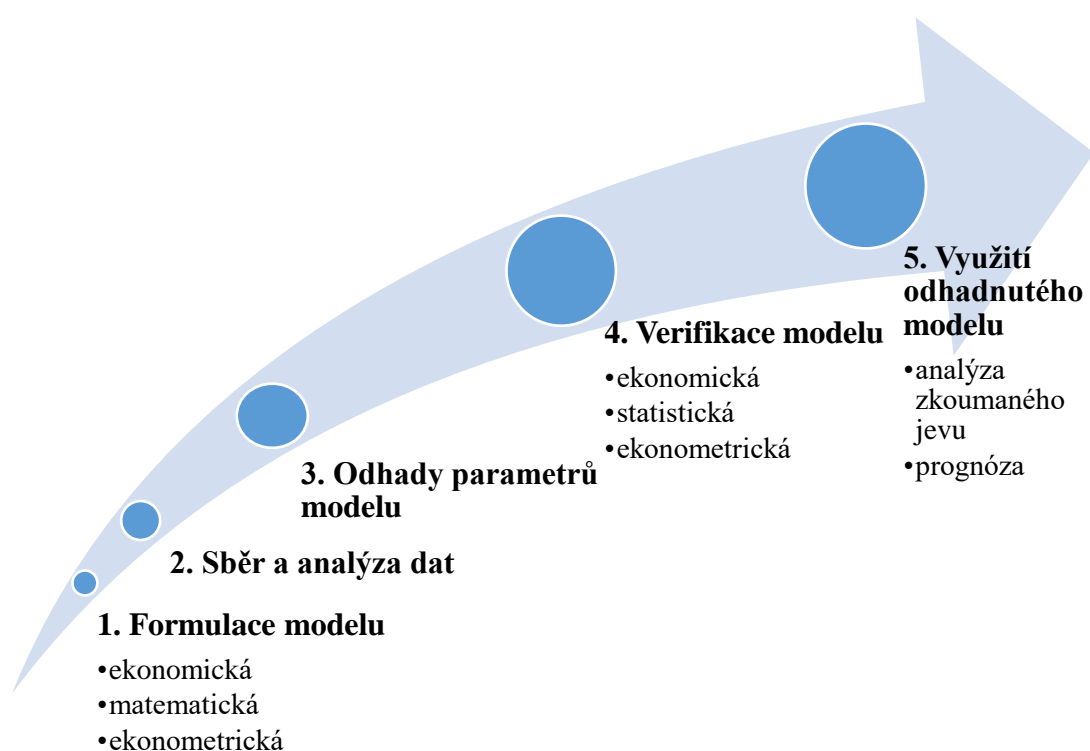 1. Formulace modelu
•ekonomická
•matematická
•ekonometrická
2. Sběr a analýza dat
3. Odhady parametrů
modelu
4. Verifikace modelu
•ekonomická
•statistická
•ekonometrická
5. Využití
odhadnutého
modelu
•analýza
zkoumaného
jevu
•prognóza